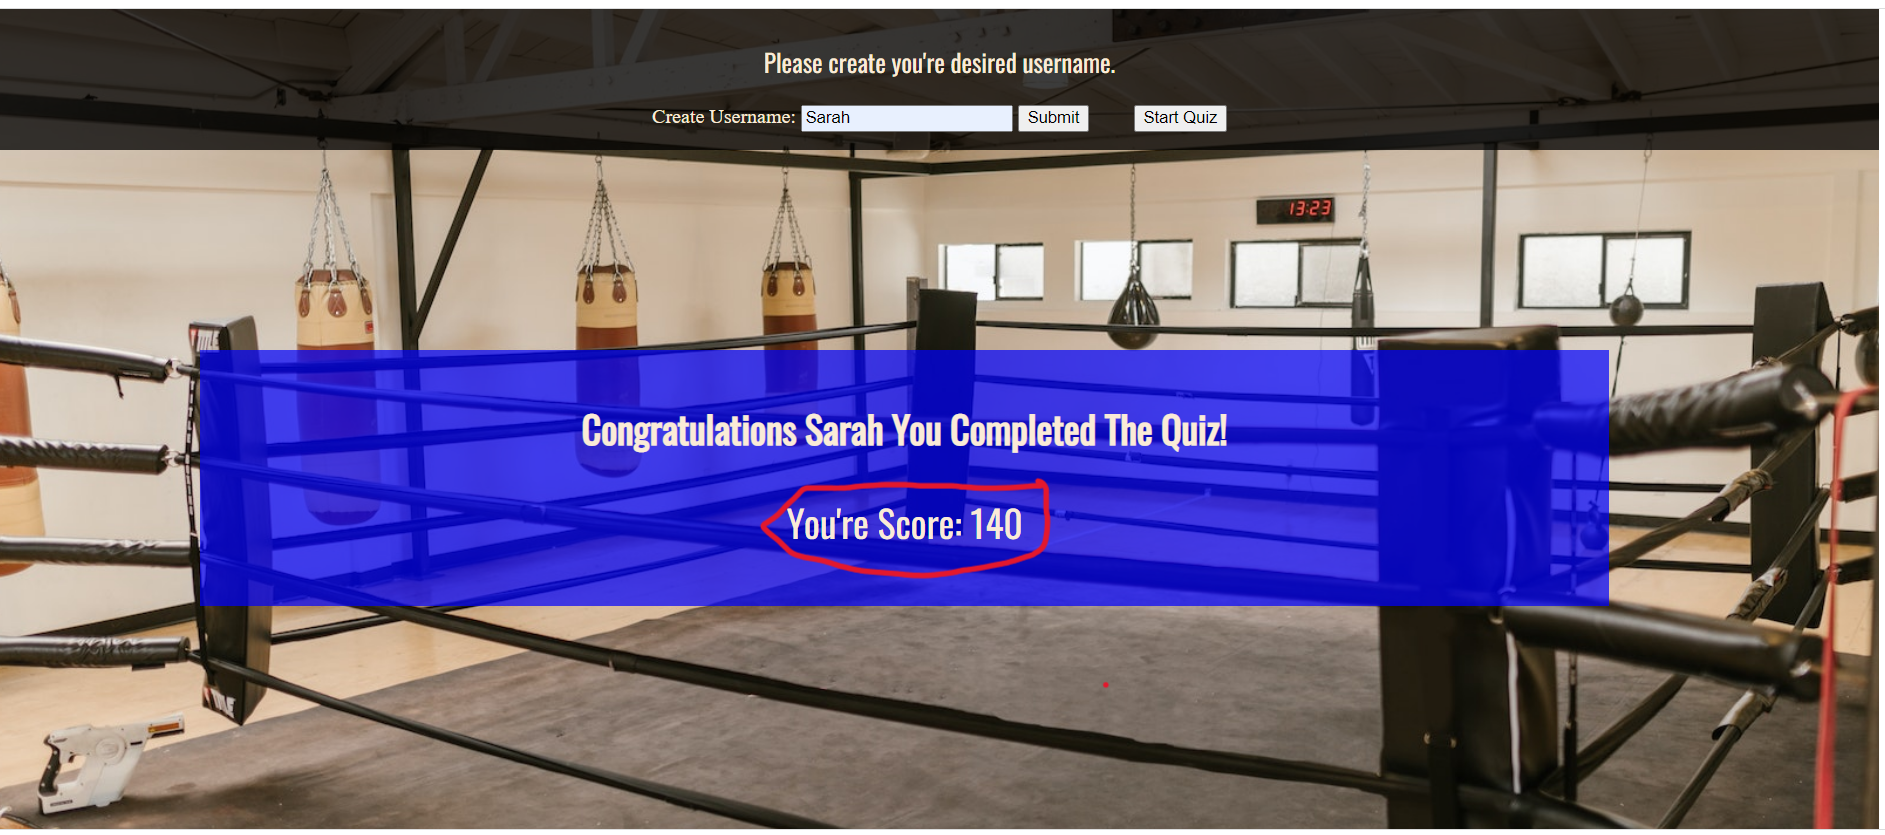 Please create you're desired username.
Create Username: Sarah Submit Start Quiz
13:23
Congratulations Sarah You Completed The Quiz!
You're Score: 140